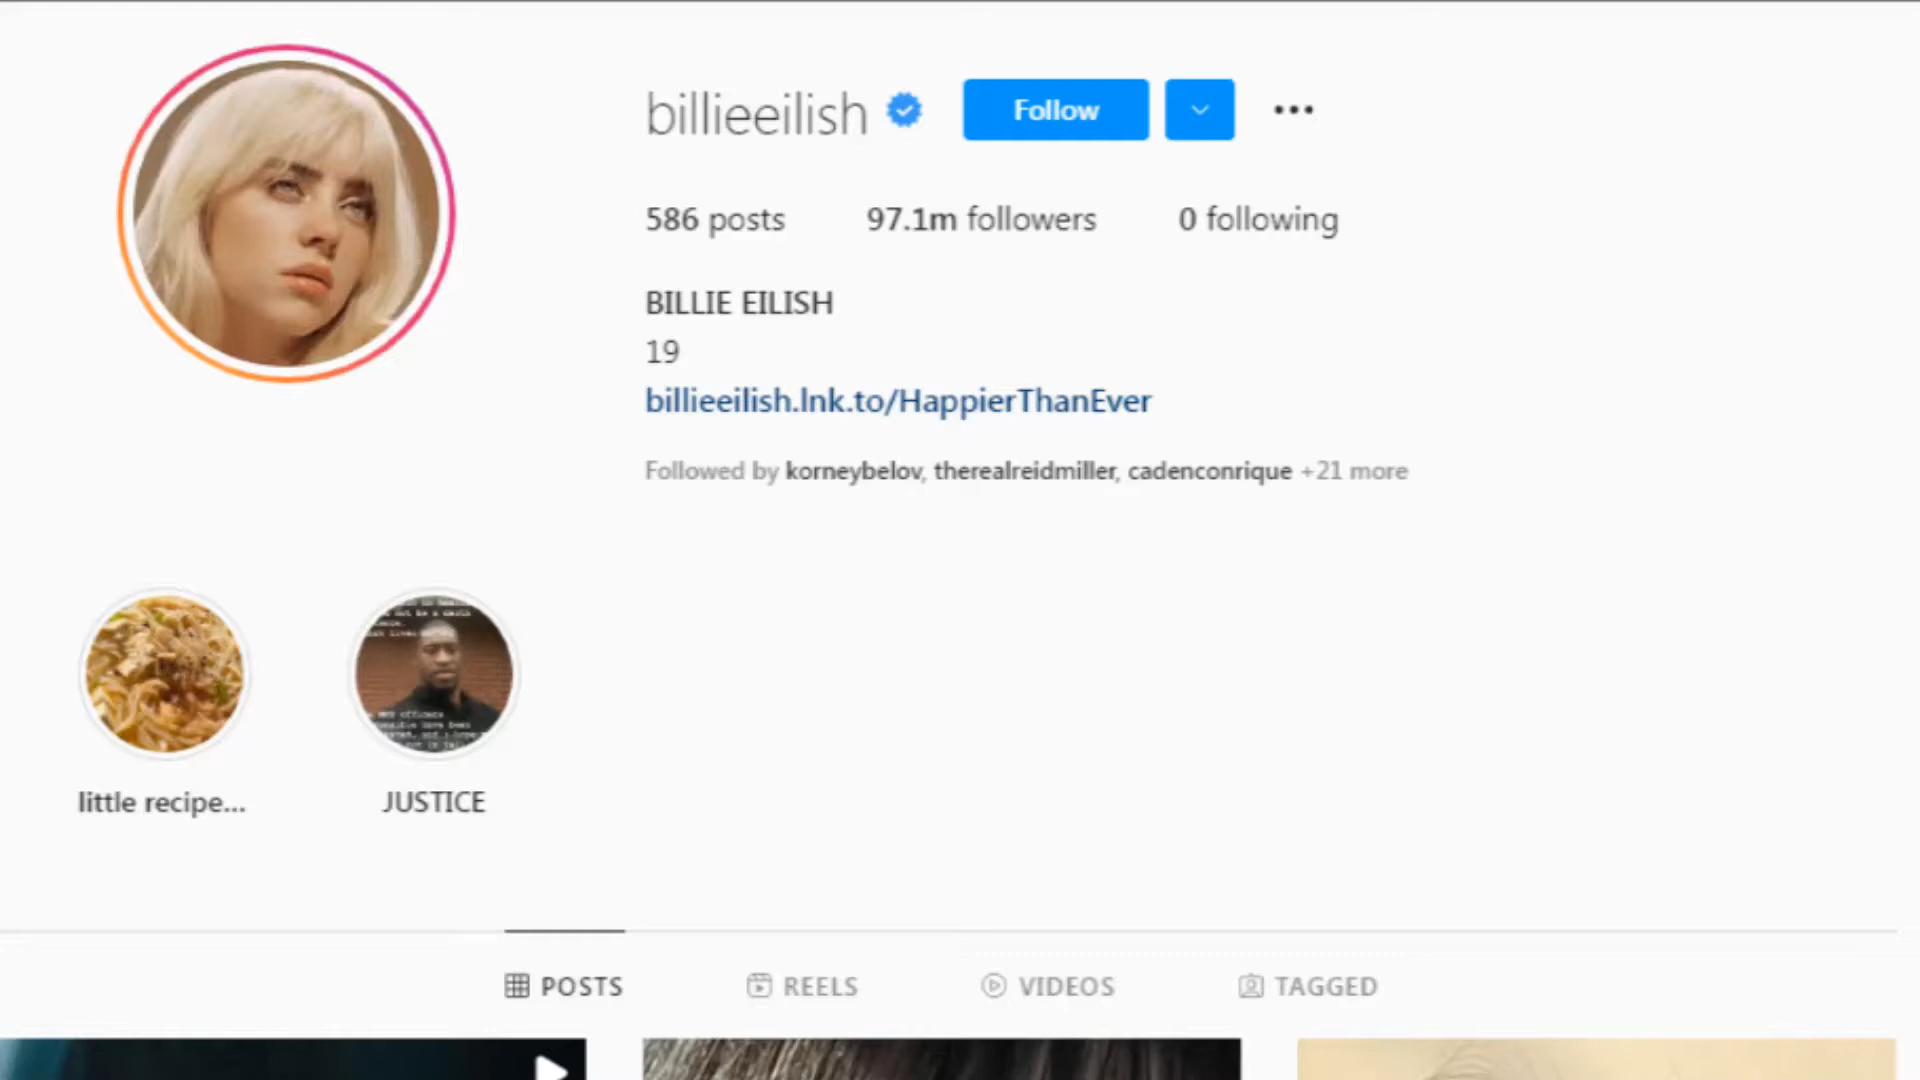 billieeilish Follow
586 posts 97.1m followers 0 following
BILLIE EILISH
19
billieeilish.lnk.to/HappierThanEver
Followed by korneybelov, therealreidmiller, cadenconrique +21 more
little recipe... JUSTICE
POSTS REELS VIDEOS TAGGED